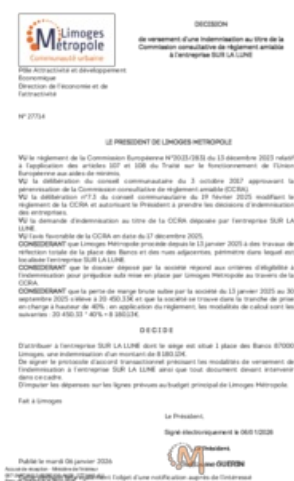 Limoges
Métropole
Communauté urbaine
DECISION
de versement d'une indemnisation au titre de la
Commission consultative de règlement amiable
à l'entreprise SUR LA LUNE
Pôle Attractivité et développement
Economique
Direction de l'économie et de
l'attractivité
N° 27714
LE PRESIDENT DE LIMOGES METROPOLE
VU le règlement de la Commission Européenne N°2023/2831 du 13 décembre 2023 relatif
à l'application des articles 107 et 108 du Traité sur le fonctionnement de l'Union
Européenne aux aides de minimis.
VU la délibération du conseil communautaire du 3 octobre 2017 approuvant la
pérennisation de la Commission consultative de règlement amiable (CCRA).
VU la délibération n°7.3 du conseil communautaire du 19 février 2025 modifiant le
règlement de la CCRA et autorisant le Président à prendre les décisions d'indemnisation
des entreprises.
VU la demande d'indemnisation au titre de la CCRA déposée par l'entreprise SUR LA
LUNE.
VU l'avis favorable de la CCRA en date du 17 décembre 2025.
CONSIDERANT que Limoges Métropole procède depuis le 13 janvier 2025 à des travaux de
réfection totale de la place des Bancs et des rues adjacentes, périmètre dans lequel est
localisée l'entreprise SUR LA LUNE.
CONSIDERANT que le dossier déposé par la société répond aux critères d'éligibilité à
l'indemnisation pour préjudice subi mise en place par Limoges Métropole au travers de la
CCRA.
CONSIDERANT que la perte de marge brute subie par la société du 13 janvier 2025 au 30
septembre 2025 s'élève à 20 450.33€ et que la société se trouve dans la tranche de prise
en charge à hauteur de 40% . en application du règlement, les modalités de calcul sont les
suivantes : 20 450.33 * 40% = 8 180.13€.
DECIDE
D'attribuer à l'entreprise SUR LA LUNE dont le siège est situé 1 place des Bancs 87000
Limoges, une indemnisation d'un montant de 8 180.13€.
De signer le protocole d'accord transactionnel précisant les modalités de versement de
l'indemnisation à l'entreprise SUR LA LUNE ainsi que tout document devant intervenir
dans ce cadre.
D'imputer les dépenses sur les lignes prévues au budget principal de Limoges Métropole.
Fait à Limoges
Le Président,
Signé électroniquement le 06/01/2026
Président,
GUERIN
Publié le mardi 06 janvier 2026
Accusé de réception - Ministère de l'Intérieur
l'objet d'une notification auprès de l'intéressé